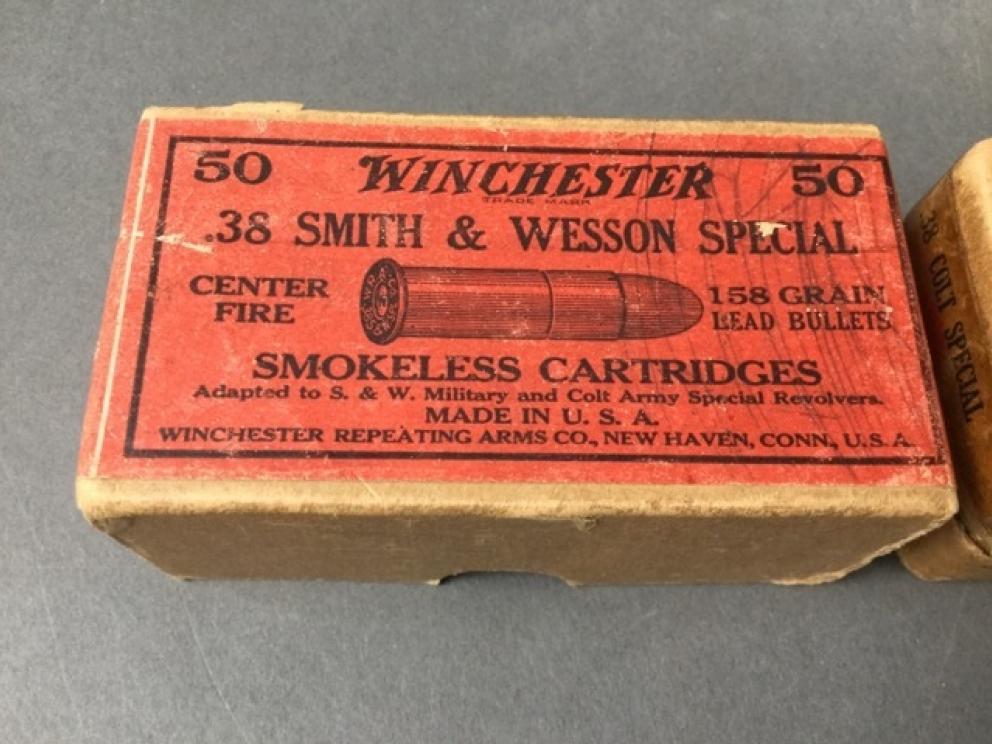 50 WINCHESTER 50
TRADE MARK
.38 SMITH & WESSON SPECIAL
CENTER
FIRE
158 GRAIN
LEAD BULLETS
SMOKELESS CARTRIDGES
Adapted to S. & W. Military and Colt Army Special Revolvers.
MADE IN U. S. A.
WINCHESTER REPEATING ARMS CO., NEW HAVEN, CONN., U.S.A.
.38 COLT SPECIAL